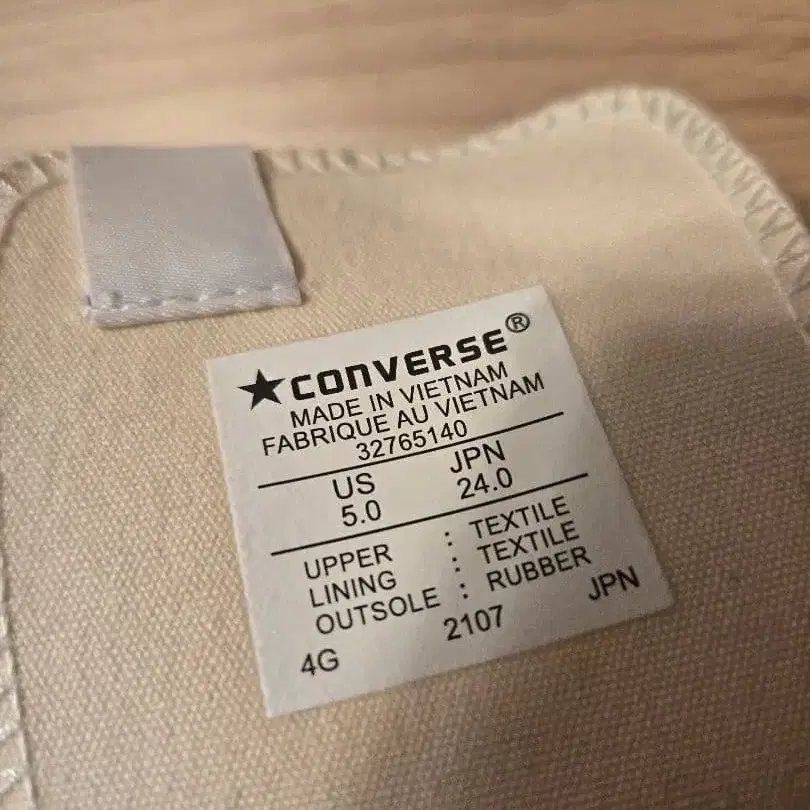 ★CONVERSE®
MADE IN VIETNAM
FABRIQUE AU VIETNAM
32765140
US JPN
5.0 24.0
UPPER : TEXTILE
LINING : TEXTILE
OUTSOLE : RUBBER
4G 2107 JPN